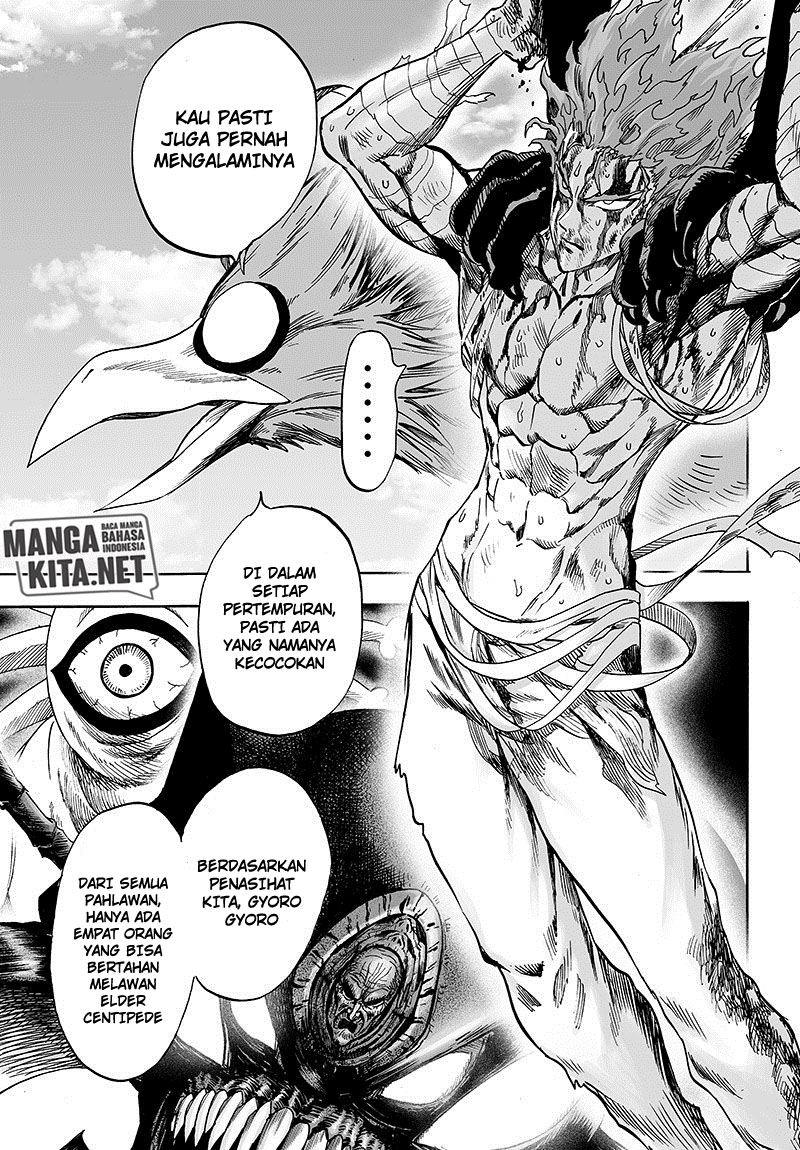 KAU PASTI
JUGA PERNAH
MENGALAMINYA
......
MANGA
BACA MANGA
BAHASA
INDONESIA
KITA.NET
DI DALAM
SETIAP
PERTEMPURAN,
PASTI ADA
YANG NAMANYA
KECOCOKAN
BERDASARKAN
PENASIHAT
KITA, GYORO
GYORO
DARI SEMUA
PAHLAWAN,
HANYA ADA
EMPAT ORANG
YANG BISA
BERTAHAN
MELAWAN
ELDER
CENTIPEDE